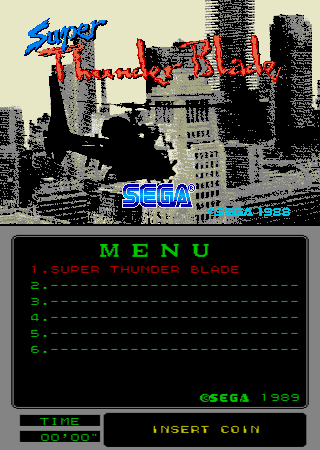 Super
Thunder Blade
SEGA®
©SEGA 1988
MENU
1.SUPER THUNDER BLADE
2.--------------------------
3.--------------------------
4.--------------------------
5.--------------------------
6.--------------------------
©SEGA 1989
TIME
00'00"
INSERT COIN